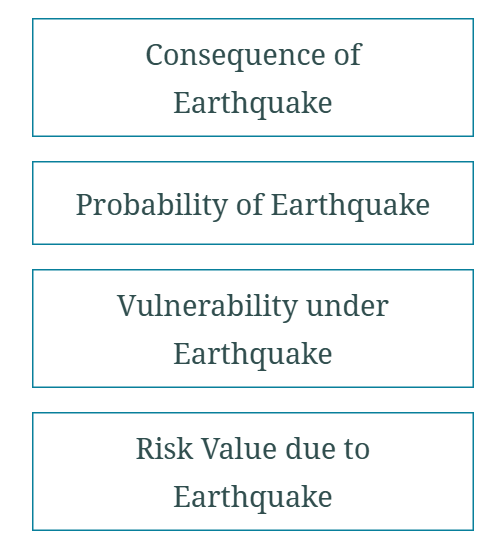 Consequence of
Earthquake
Probability of Earthquake
Vulnerability under
Earthquake
Risk Value due to
Earthquake